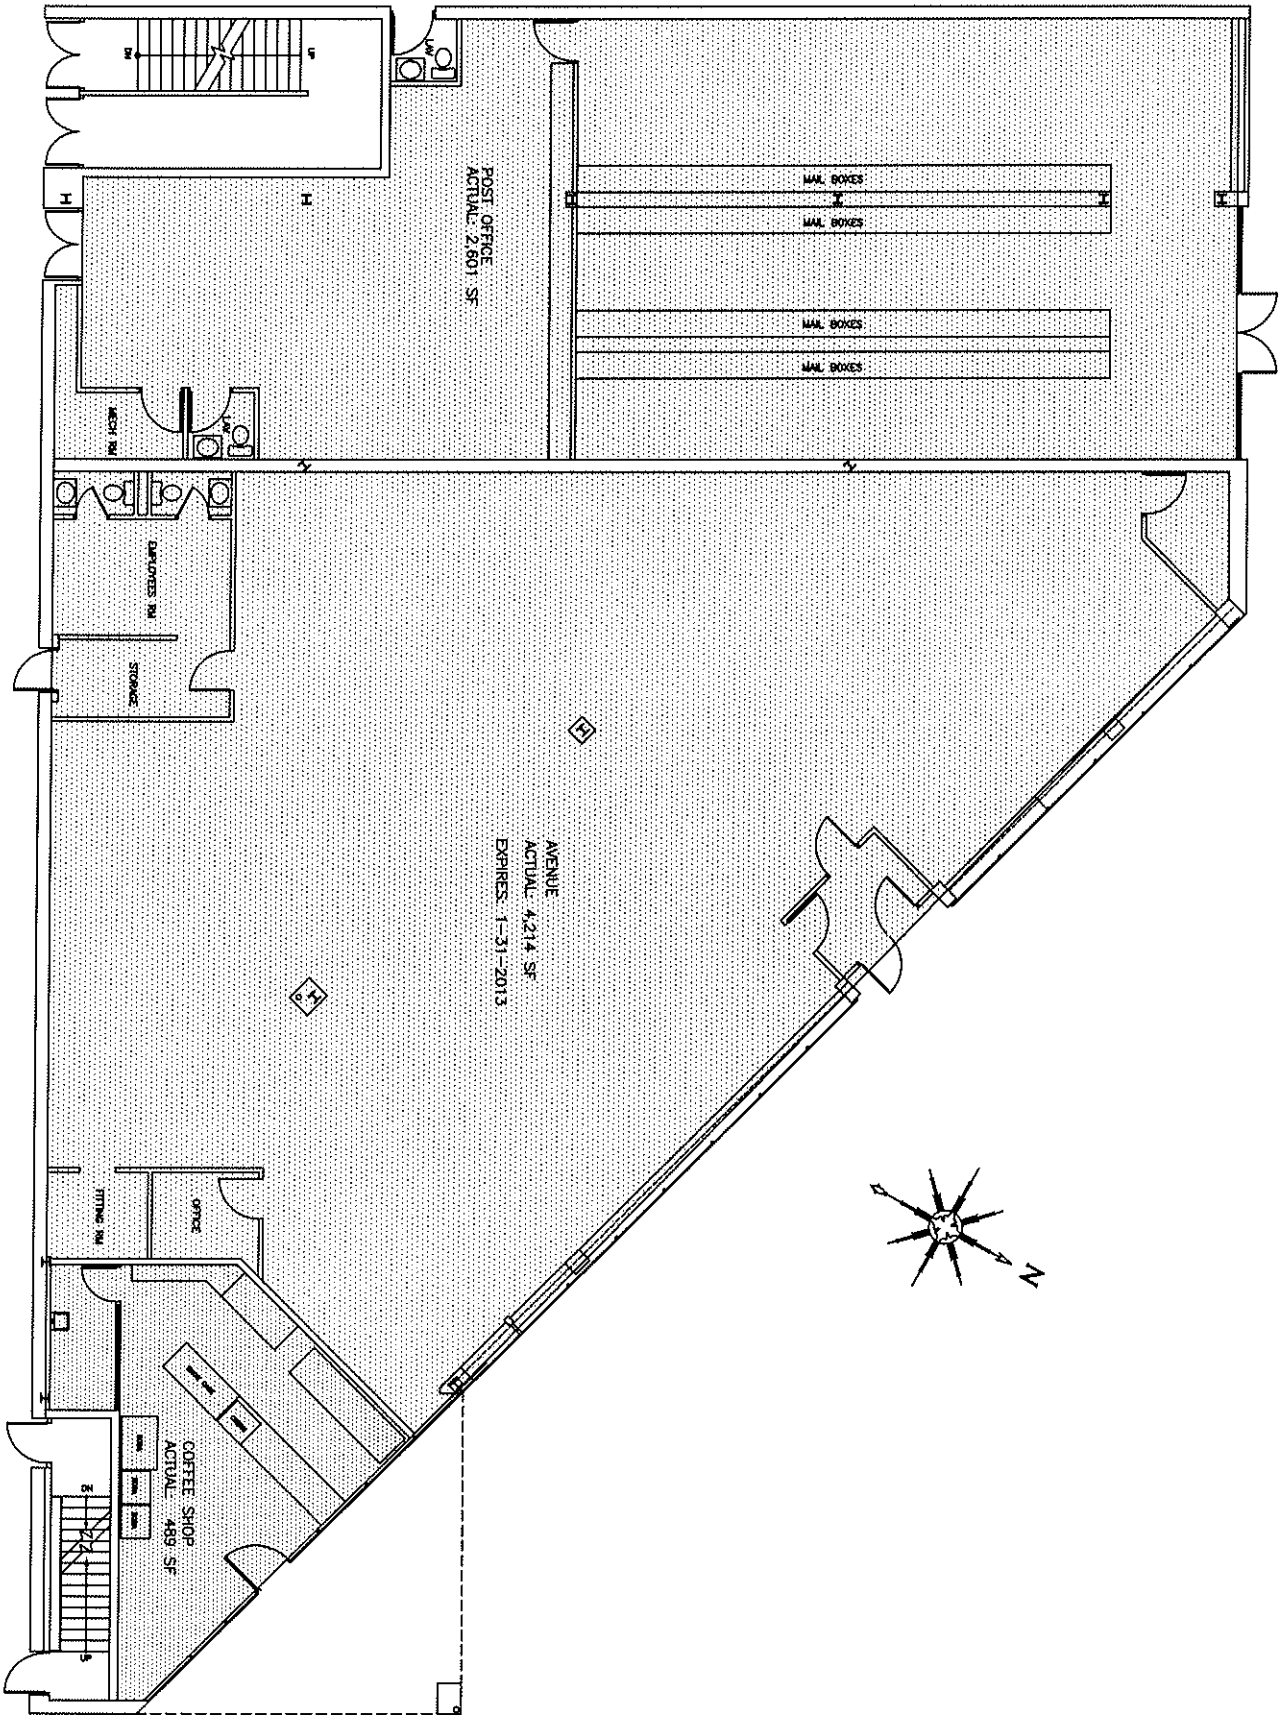 DN
UP
LAV
POST OFFICE
ACTUAL: 2,601 SF
MAIL BOXES
MAIL BOXES
MAIL BOXES
MAIL BOXES
MECH RM
LAV
EMPLOYEES RM
STORAGE
AVENUE
ACTUAL: 4,214 SF
EXPIRES: 1-31-2013
N
FITTING RM
OFFICE
COFFEE SHOP
ACTUAL: 489 SF
DN
UP